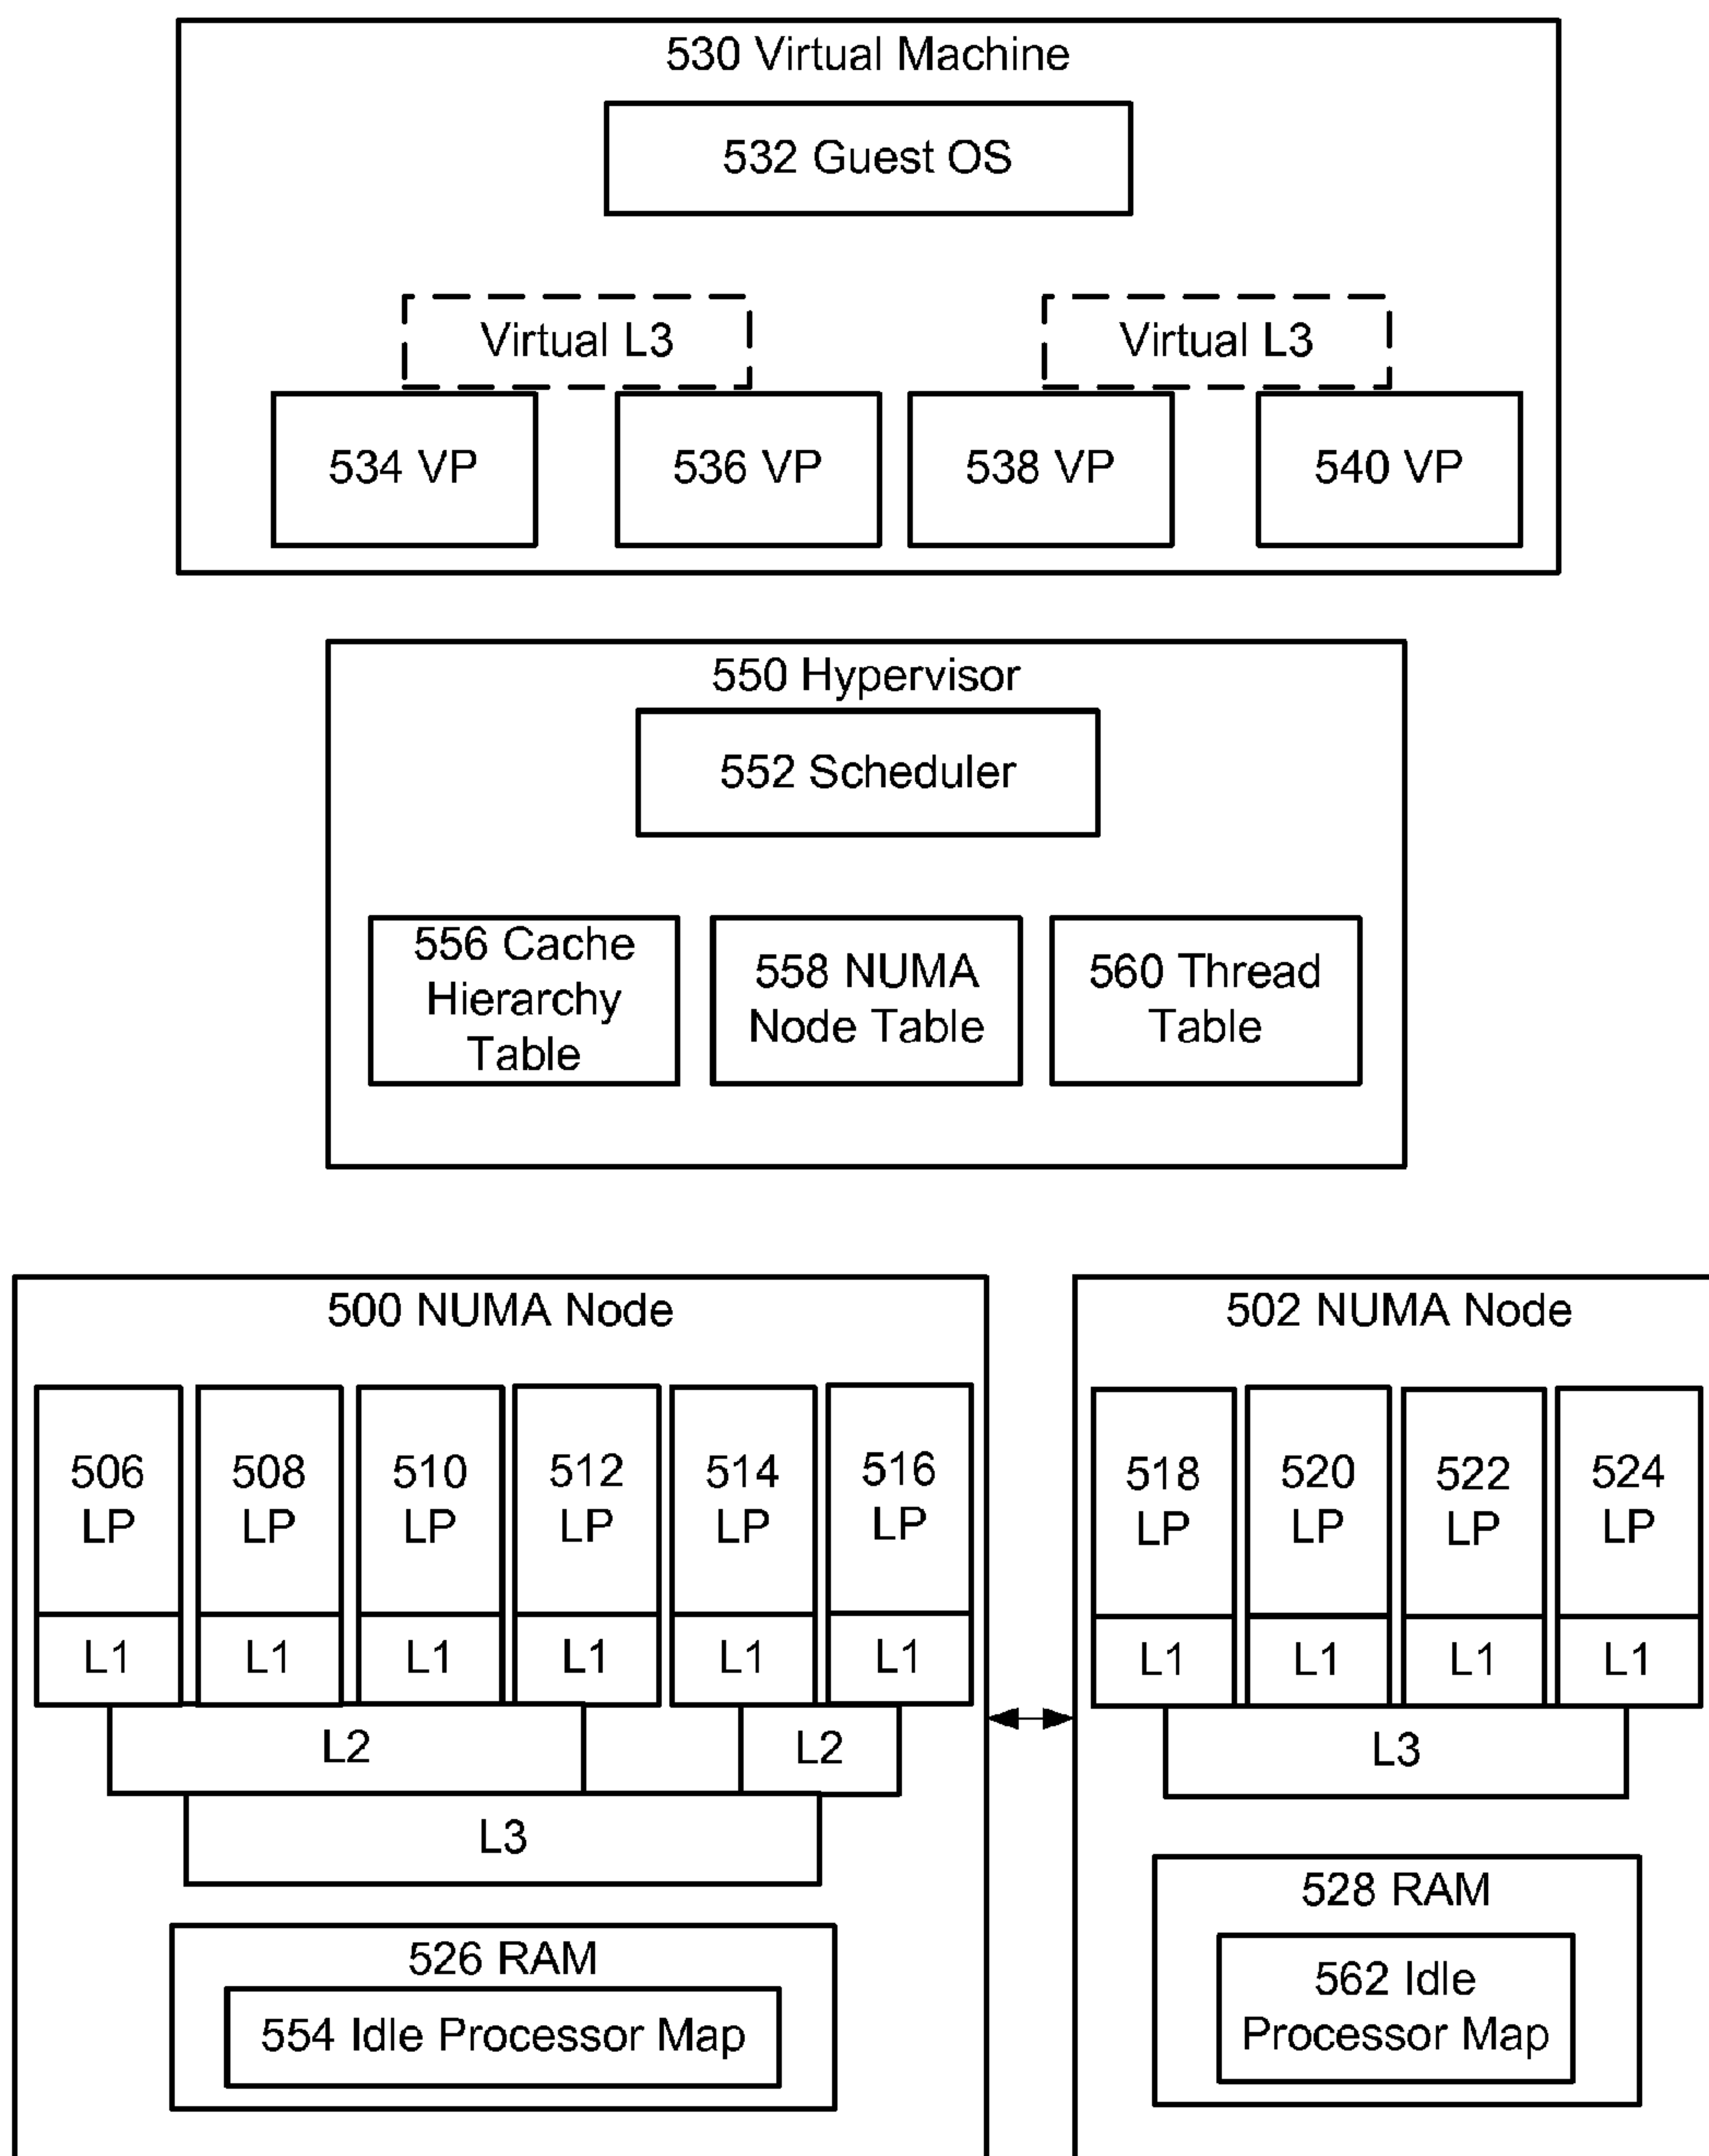 530 Virtual Machine
532 Guest OS
Virtual L3
Virtual L3
534 VP
536 VP
538 VP
540 VP
550 Hypervisor
552 Scheduler
556 Cache
Hierarchy
Table
558 NUMA
Node Table
560 Thread
Table
500 NUMA Node
506
LP
508
LP
510
LP
512
LP
514
LP
516
LP
L1
L1
L1
L1
L1
L1
L2
L2
L3
526 RAM
554 Idle Processor Map
502 NUMA Node
518
LP
520
LP
522
LP
524
LP
L1
L1
L1
L1
L3
528 RAM
562 Idle
Processor Map